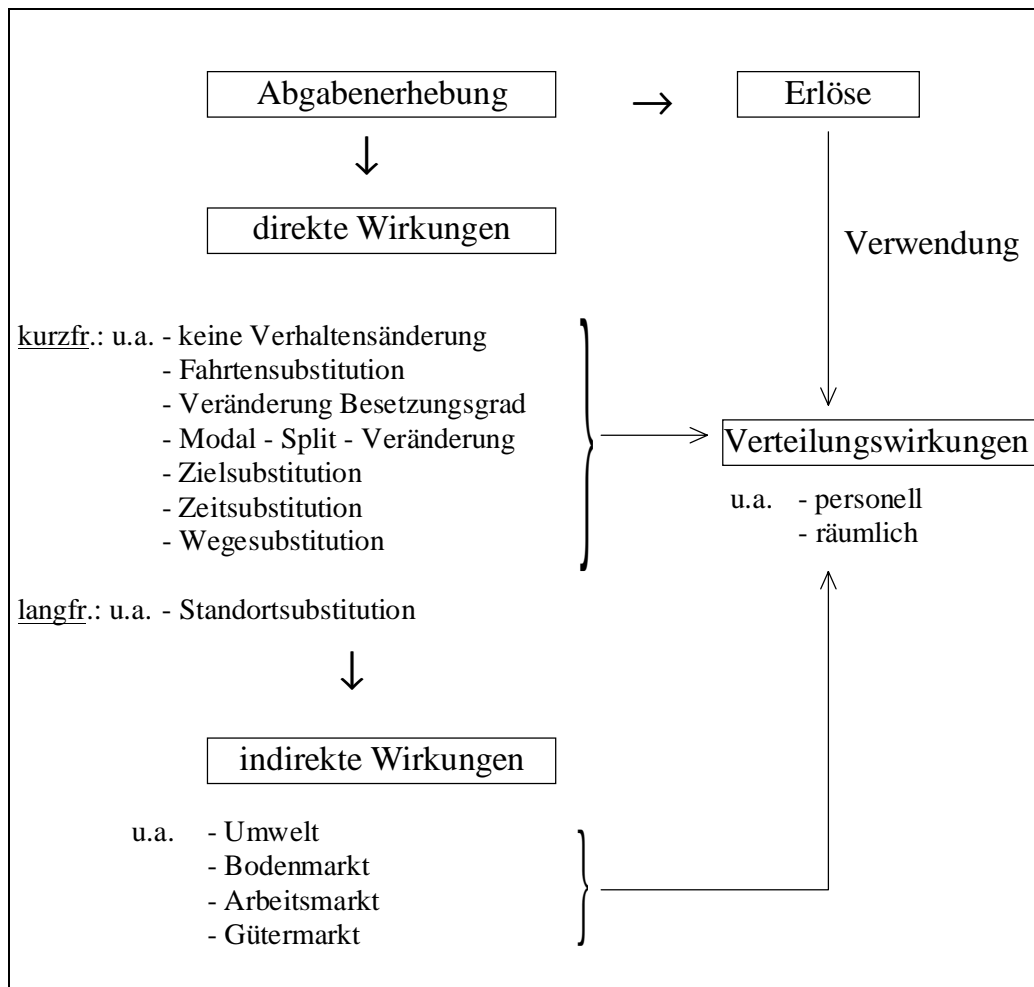 Abgabenerhebung → Erlöse
↓
direkte Wirkungen
Verwendung
kurzfr.: u.a. - keine Verhaltensänderung
- Fahrtensubstitution
- Veränderung Besetzungsgrad
- Modal - Split - Veränderung
- Zielsubstitution
- Zeitsubstitution
- Wegesubstitution
Verteilungswirkungen
u.a. - personell
- räumlich
langfr.: u.a. - Standortsubstitution
↓
indirekte Wirkungen
u.a. - Umwelt
- Bodenmarkt
- Arbeitsmarkt
- Gütermarkt